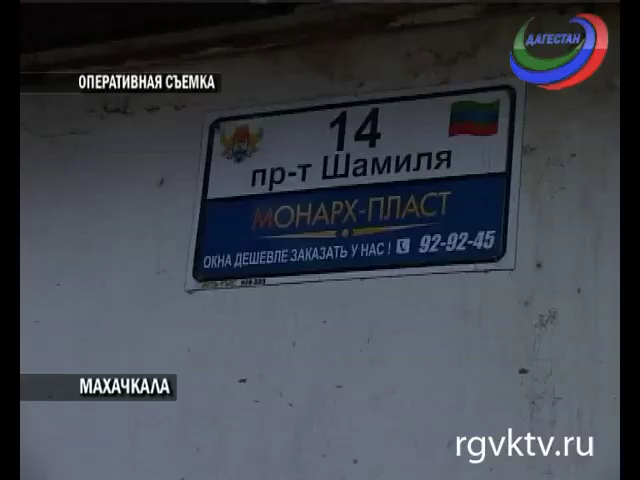 ДАГЕСТАН
ОПЕРАТИВНАЯ СЪЕМКА
14
пр-т Шамиля
МОНАРХ-ПЛАСТ
ОКНА ДЕШЕВЛЕ ЗАКАЗАТЬ У НАС! 92-92-45
МАХАЧКАЛА
rgvktv.ru